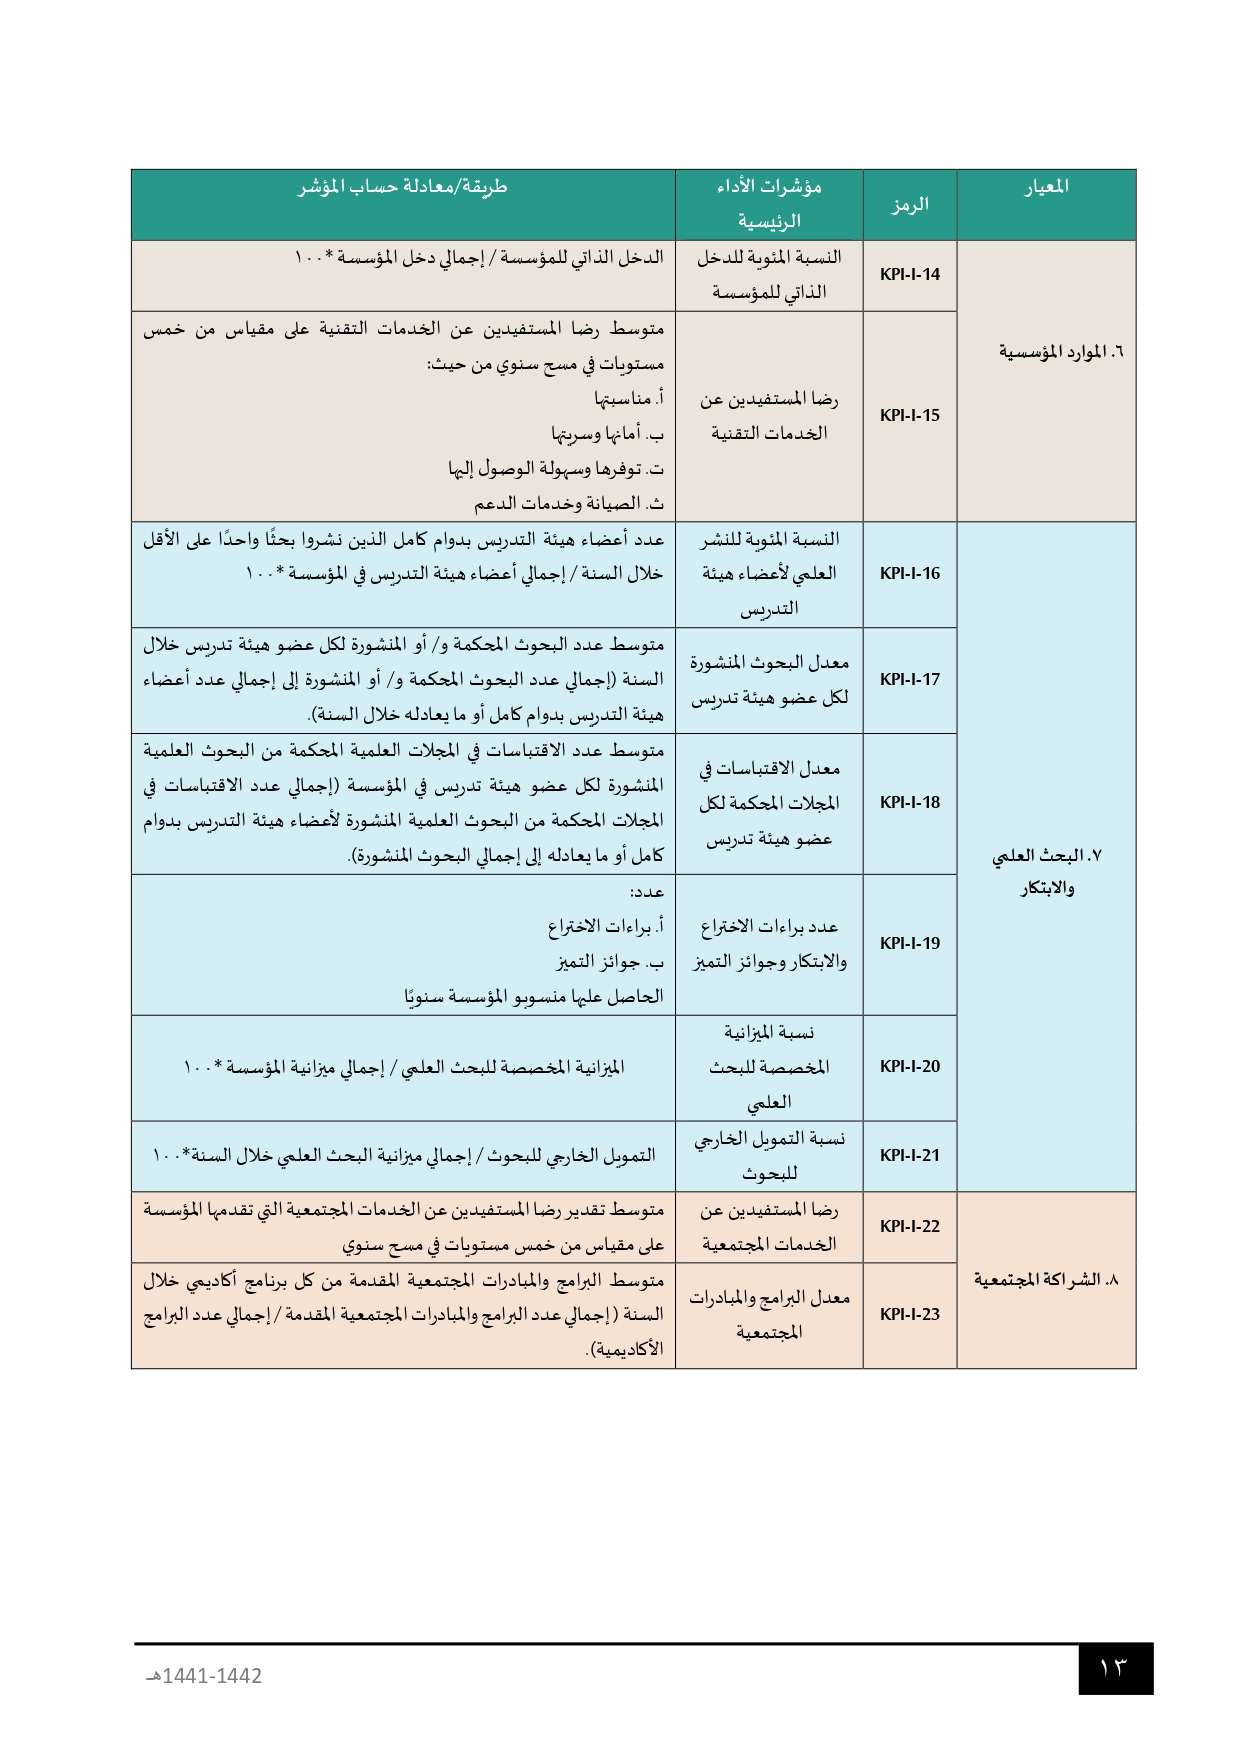 المعيار
الرمز
مؤشرات الأداء
الرئيسية
طريقة/معادلة حساب المؤشر
٦. الموارد المؤسسية
KPI-I-14
النسبة المئوية للدخل
الذاتي للمؤسسة
الدخل الذاتي للمؤسسة / إجمالي دخل المؤسسة *١٠٠
KPI-I-15
رضا المستفيدين عن
الخدمات التقنية
متوسط رضا المستفيدين عن الخدمات التقنية على مقياس من خمس
مستويات في مسح سنوي من حيث:
أ. مناسبتها
ب. أمانها وسريتها
ت. توفرها وسهولة الوصول إليها
ث. الصيانة وخدمات الدعم
٧. البحث العلمي
والابتكار
KPI-I-16
النسبة المئوية للنشر
العلمي لأعضاء هيئة
التدريس
عدد أعضاء هيئة التدريس بدوام كامل الذين نشروا بحثًا واحدًا على الأقل
خلال السنة / إجمالي أعضاء هيئة التدريس في المؤسسة *١٠٠
KPI-I-17
معدل البحوث المنشورة
لكل عضو هيئة تدريس
متوسط عدد البحوث المحكمة و/ أو المنشورة لكل عضو هيئة تدريس خلال
السنة (إجمالي عدد البحوث المحكمة و/ أو المنشورة إلى إجمالي عدد أعضاء
هيئة التدريس بدوام كامل أو ما يعادله خلال السنة).
KPI-I-18
معدل الاقتباسات في
المجلات المحكمة لكل
عضو هيئة تدريس
متوسط عدد الاقتباسات في المجلات العلمية المحكمة من البحوث العلمية
المنشورة لكل عضو هيئة تدريس في المؤسسة (إجمالي عدد الاقتباسات في
المجلات المحكمة من البحوث العلمية المنشورة لأعضاء هيئة التدريس بدوام
كامل أو ما يعادله إلى إجمالي البحوث المنشورة).
KPI-I-19
عدد براءات الاختراع
والابتكار وجوائز التميز
عدد:
أ. براءات الاختراع
ب. جوائز التميز
الحاصل عليها منسوبو المؤسسة سنويًا
KPI-I-20
نسبة الميزانية
المخصصة للبحث
العلمي
الميزانية المخصصة للبحث العلمي / إجمالي ميزانية المؤسسة *١٠٠
KPI-I-21
نسبة التمويل الخارجي
للبحوث
التمويل الخارجي للبحوث / إجمالي ميزانية البحث العلمي خلال السنة*١٠٠
٨. الشراكة المجتمعية
KPI-I-22
رضا المستفيدين عن
الخدمات المجتمعية
متوسط تقدير رضا المستفيدين عن الخدمات المجتمعية التي تقدمها المؤسسة
على مقياس من خمس مستويات في مسح سنوي
KPI-I-23
معدل البرامج والمبادرات
المجتمعية
متوسط البرامج والمبادرات المجتمعية المقدمة من كل برنامج أكاديمي خلال
السنة (إجمالي عدد البرامج والمبادرات المجتمعية المقدمة / إجمالي عدد البرامج
الأكاديمية).
١٣
1441-1442هـ